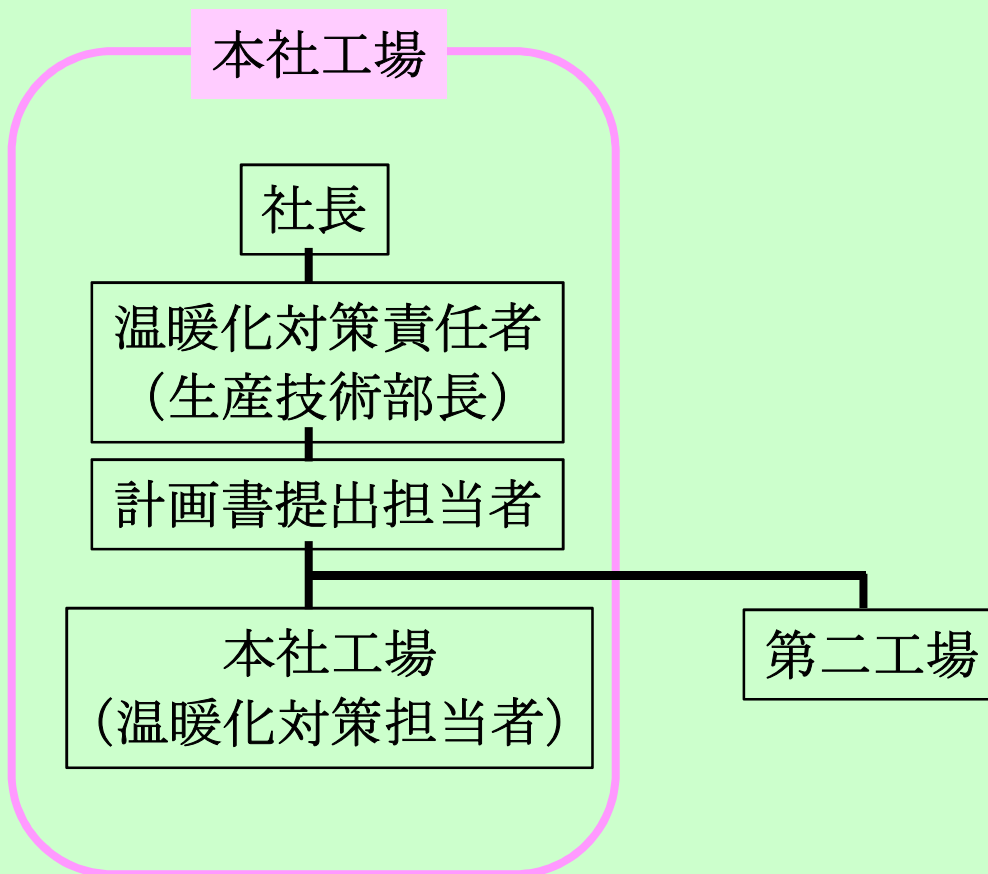 本社工場
社長
温暖化対策責任者
（生産技術部長）
計画書提出担当者
本社工場
（温暖化対策担当者）
第二工場